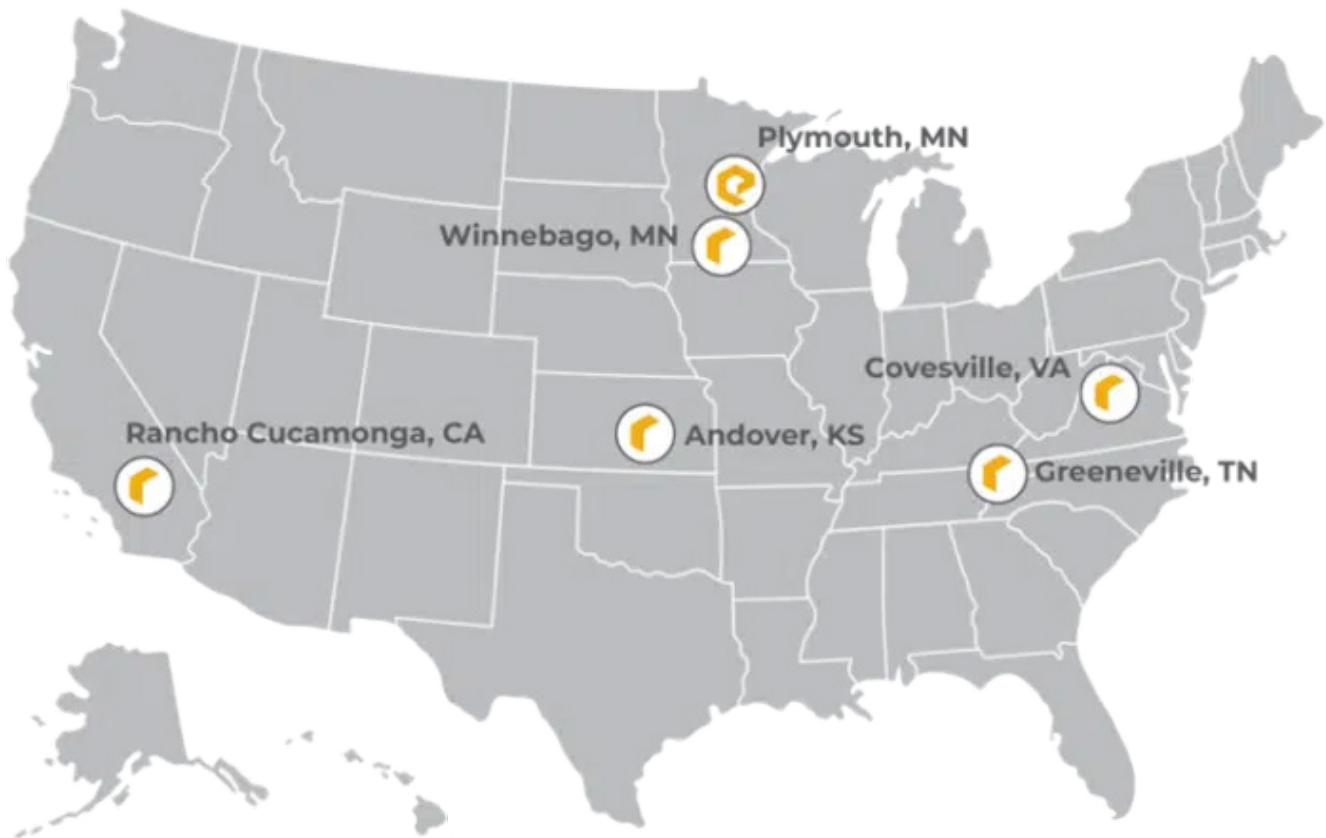 Plymouth, MN
Winnebago, MN
Covesville, VA
Rancho Cucamonga, CA
Andover, KS
Greeneville, TN